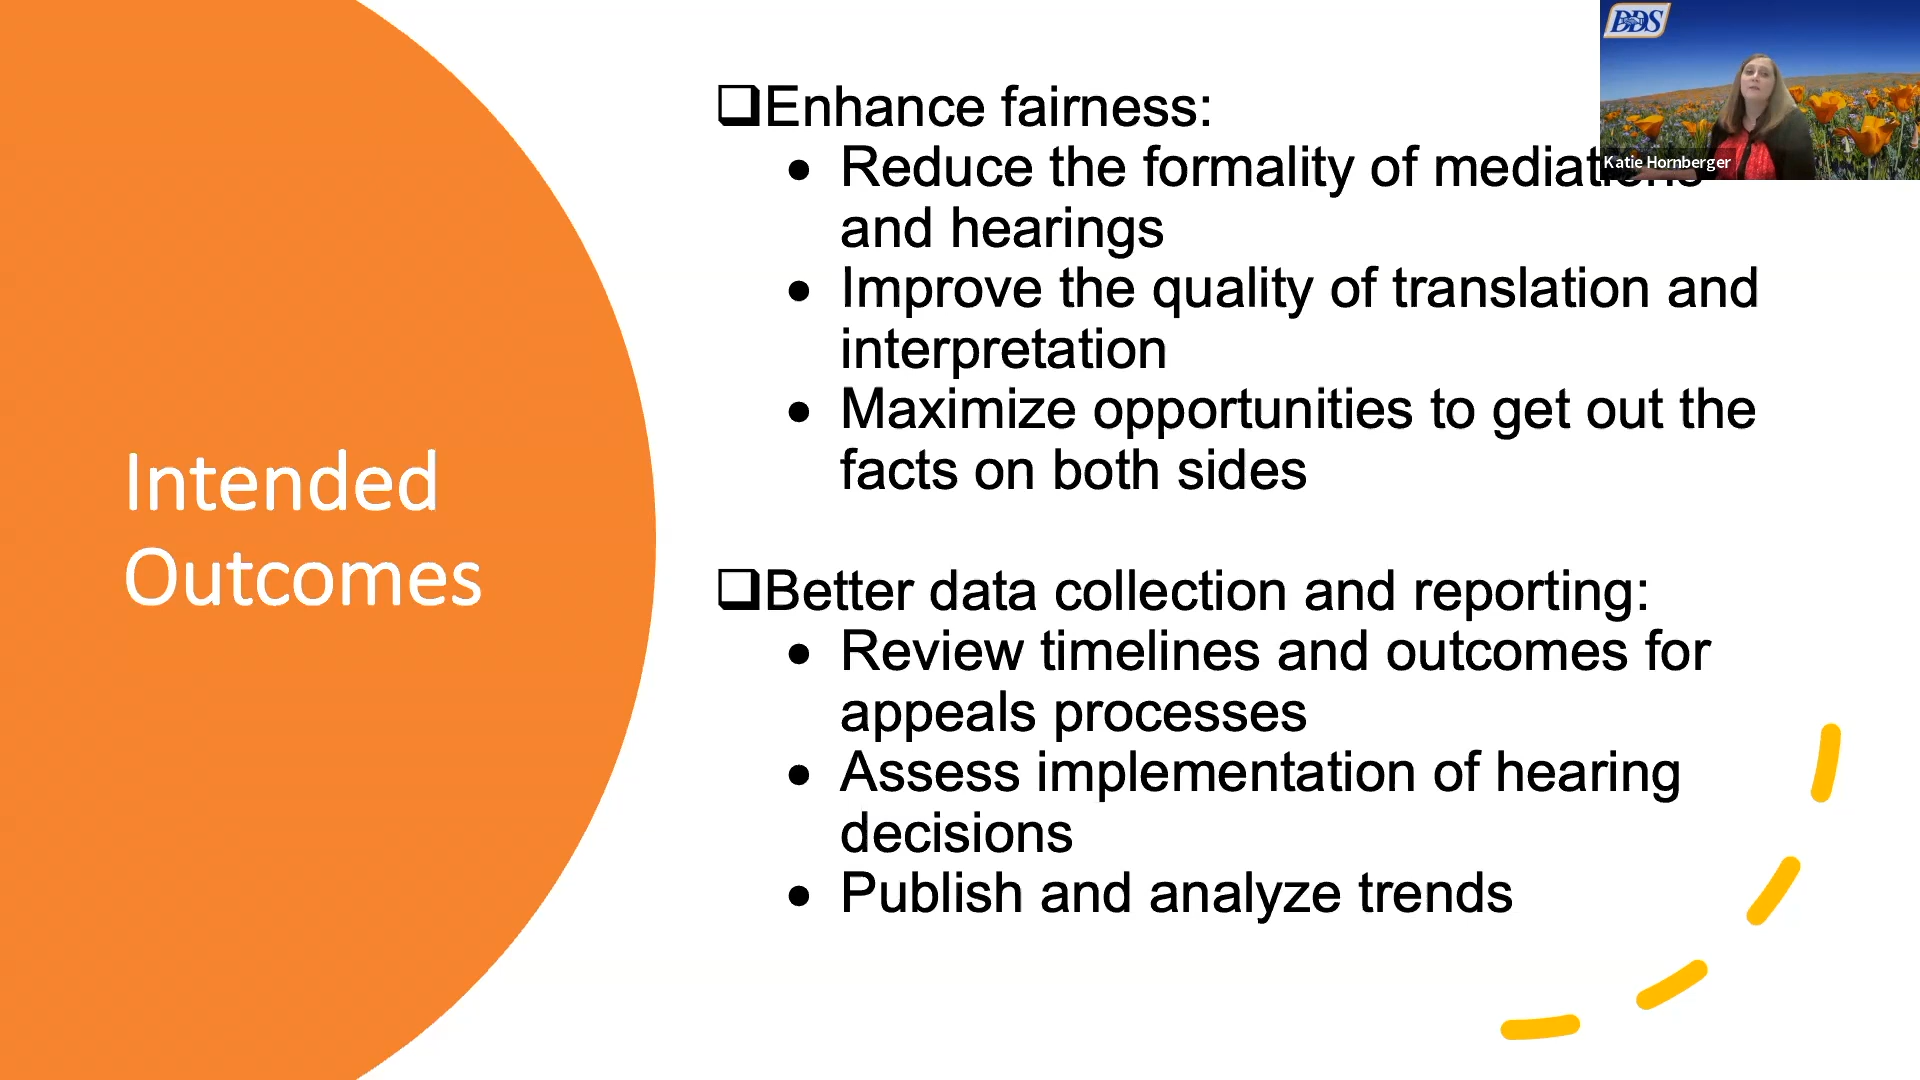 DDS
Katie Hornberger
Intended
Outcomes
❑Enhance fairness:
• Reduce the formality of mediations
and hearings
• Improve the quality of translation and
interpretation
• Maximize opportunities to get out the
facts on both sides
❑Better data collection and reporting:
• Review timelines and outcomes for
appeals processes
• Assess implementation of hearing
decisions
• Publish and analyze trends